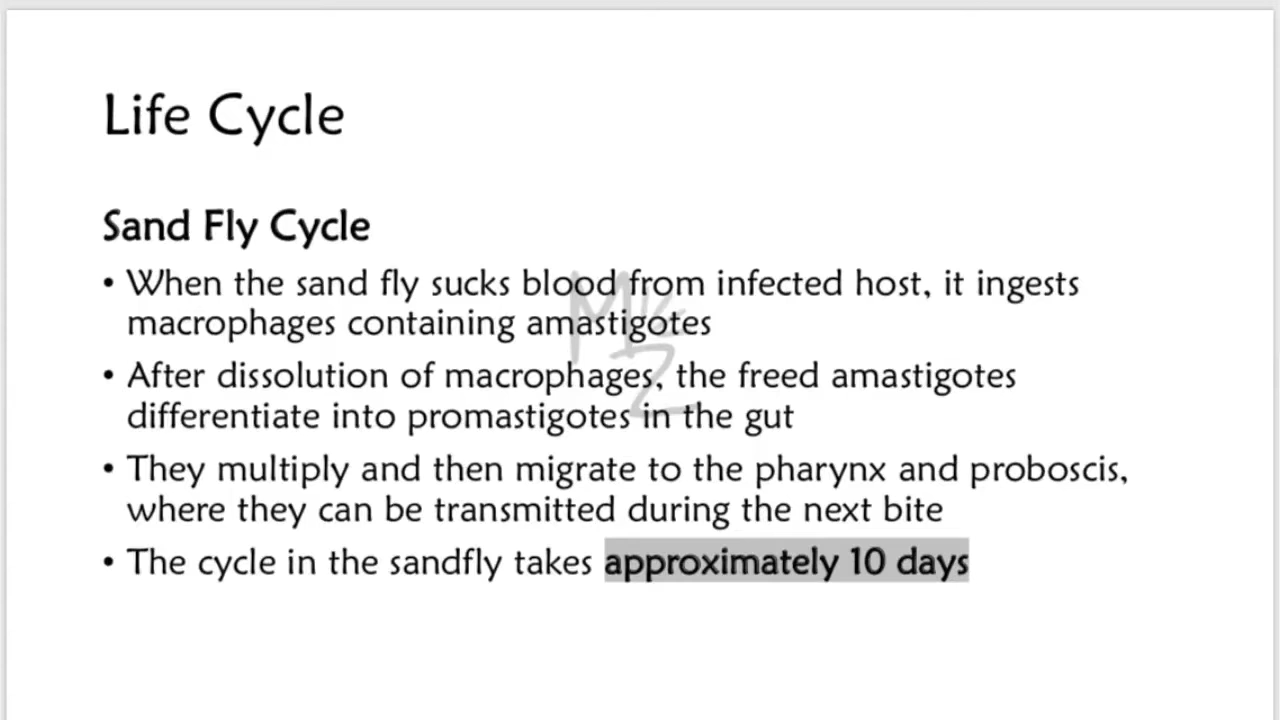 Life Cycle
Sand Fly Cycle
• When the sand fly sucks blood from infected host, it ingests
macrophages containing amastigotes
• After dissolution of macrophages, the freed amastigotes
differentiate into promastigotes in the gut
• They multiply and then migrate to the pharynx and proboscis,
where they can be transmitted during the next bite
• The cycle in the sandfly takes approximately 10 days